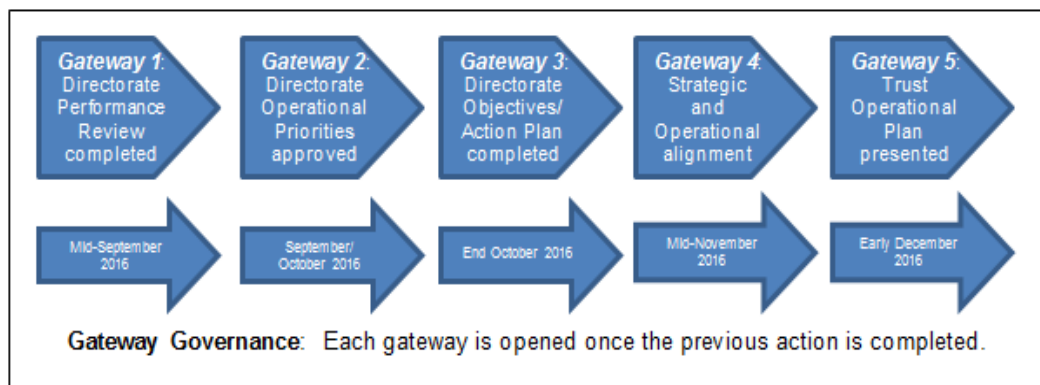 Gateway 1:
Directorate
Performance
Review
completed
Gateway 2:
Directorate
Operational
Priorities
approved
Gateway 3:
Directorate
Objectives/
Action Plan
completed
Gateway 4:
Strategic
and
Operational
alignment
Gateway 5:
Trust
Operational
Plan
presented
Mid-September
2016
September/
October 2016
End October 2016
Mid-November
2016
Early December
2016
Gateway Governance: Each gateway is opened once the previous action is completed.